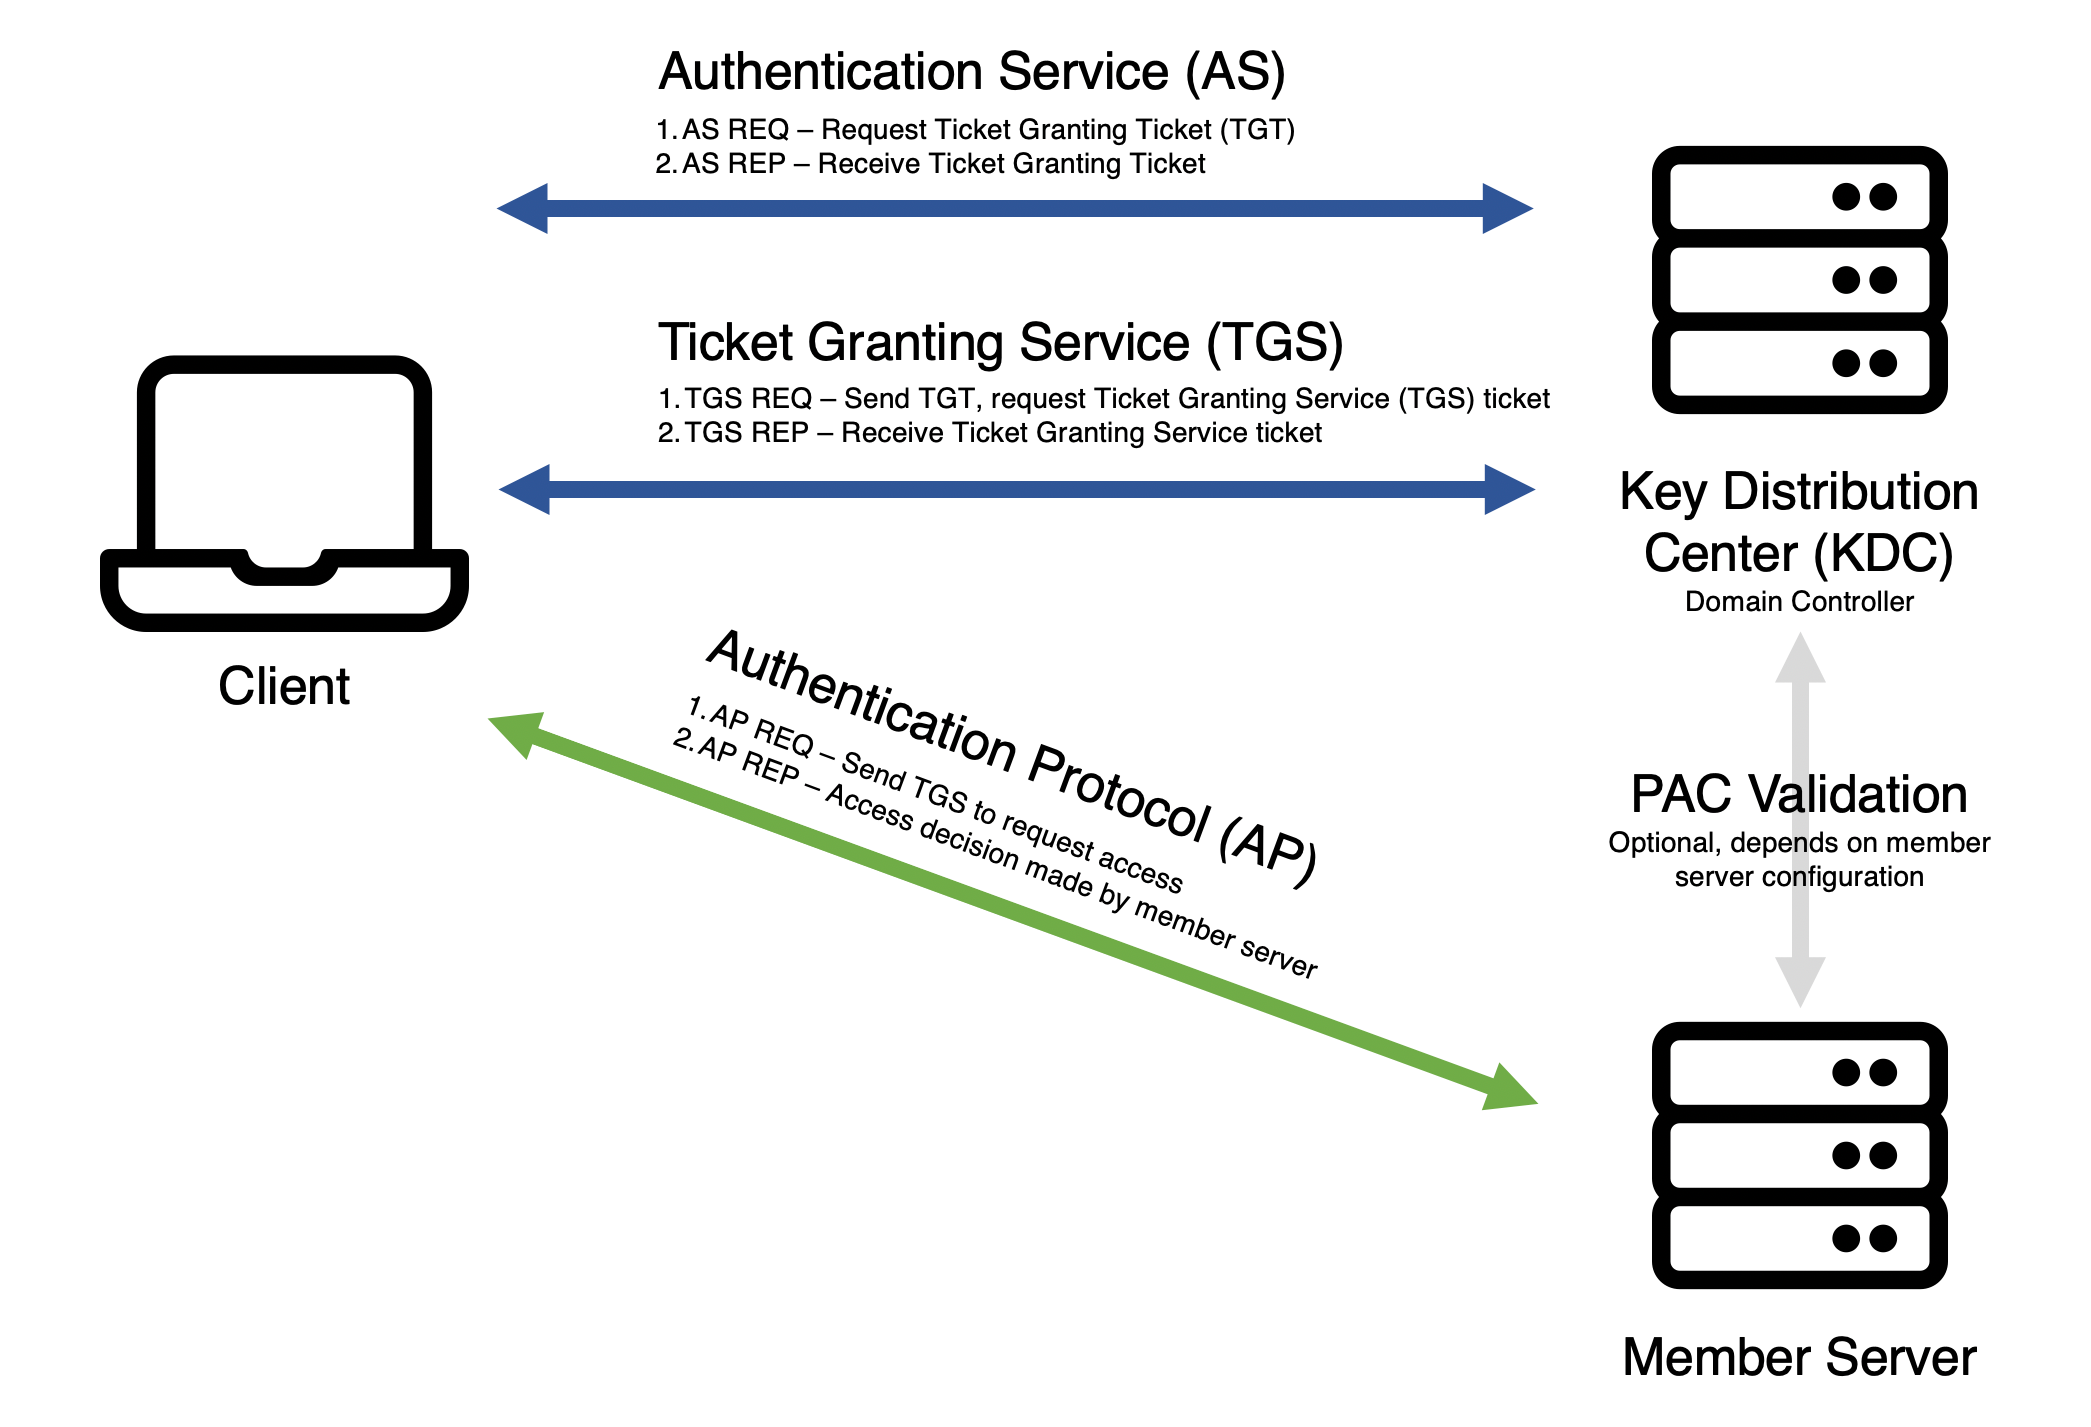 Authentication Service (AS)
1. AS REQ – Request Ticket Granting Ticket (TGT)
2. AS REP – Receive Ticket Granting Ticket
Ticket Granting Service (TGS)
1. TGS REQ – Send TGT, request Ticket Granting Service (TGS) ticket
2. TGS REP – Receive Ticket Granting Service ticket
Key Distribution
Center (KDC)
Domain Controller
Client
Authentication Protocol (AP)
1. AP REQ – Send TGS to request access
2. AP REP – Access decision made by member server
PAC Validation
Optional, depends on member
server configuration
Member Server